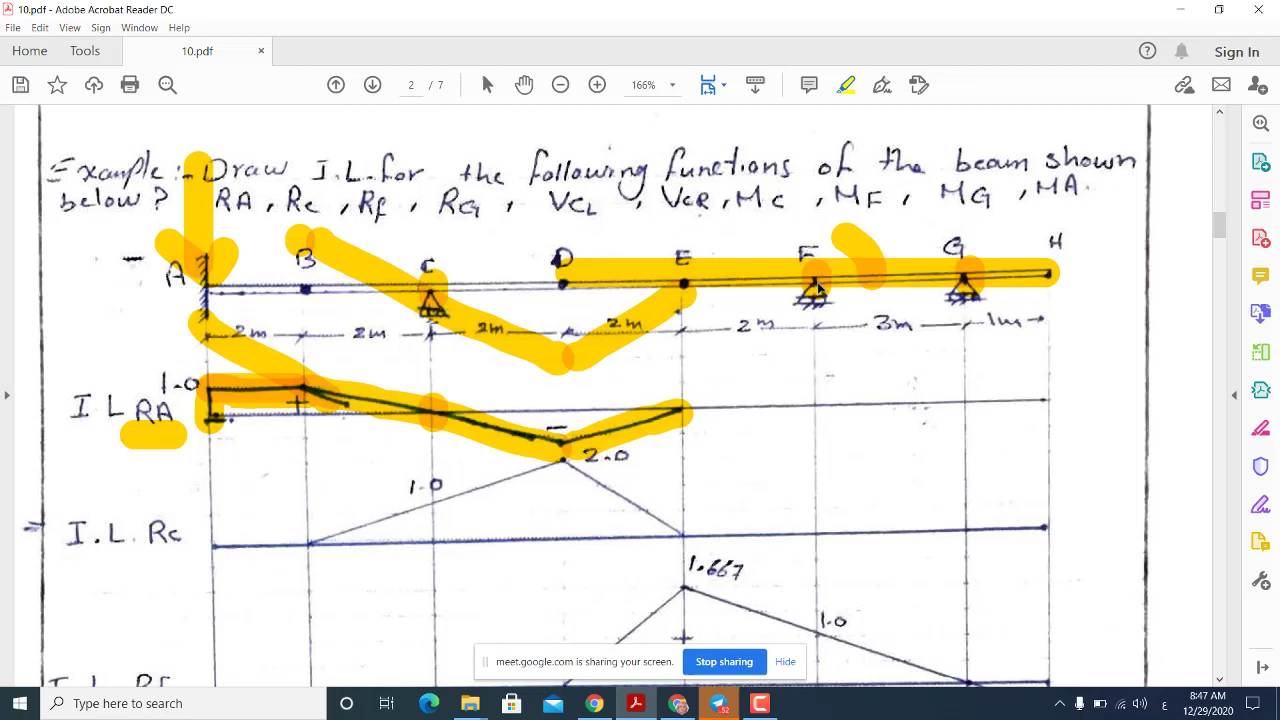 10.pdf - Adobe Acrobat Reader DC
File Edit View Sign Window Help
Home Tools 10.pdf × Sign In
2 / 7 166%
Example:- Draw I.L. for the following functions of the beam shown
below? RA, Rc, Rf, RG, VCL, VCR, Mc, MF, MG, MA.
A B C D E F G H
2m 2m 2m 2m 2m 3m 1m
1.0
I L RA + -
2.0
1.0
I.L. Rc
1.667
1.0
+
meet.google.com is sharing your screen. Stop sharing Hide
I.L. Rf
Type here to search
52
8:47 AM
12/29/2020